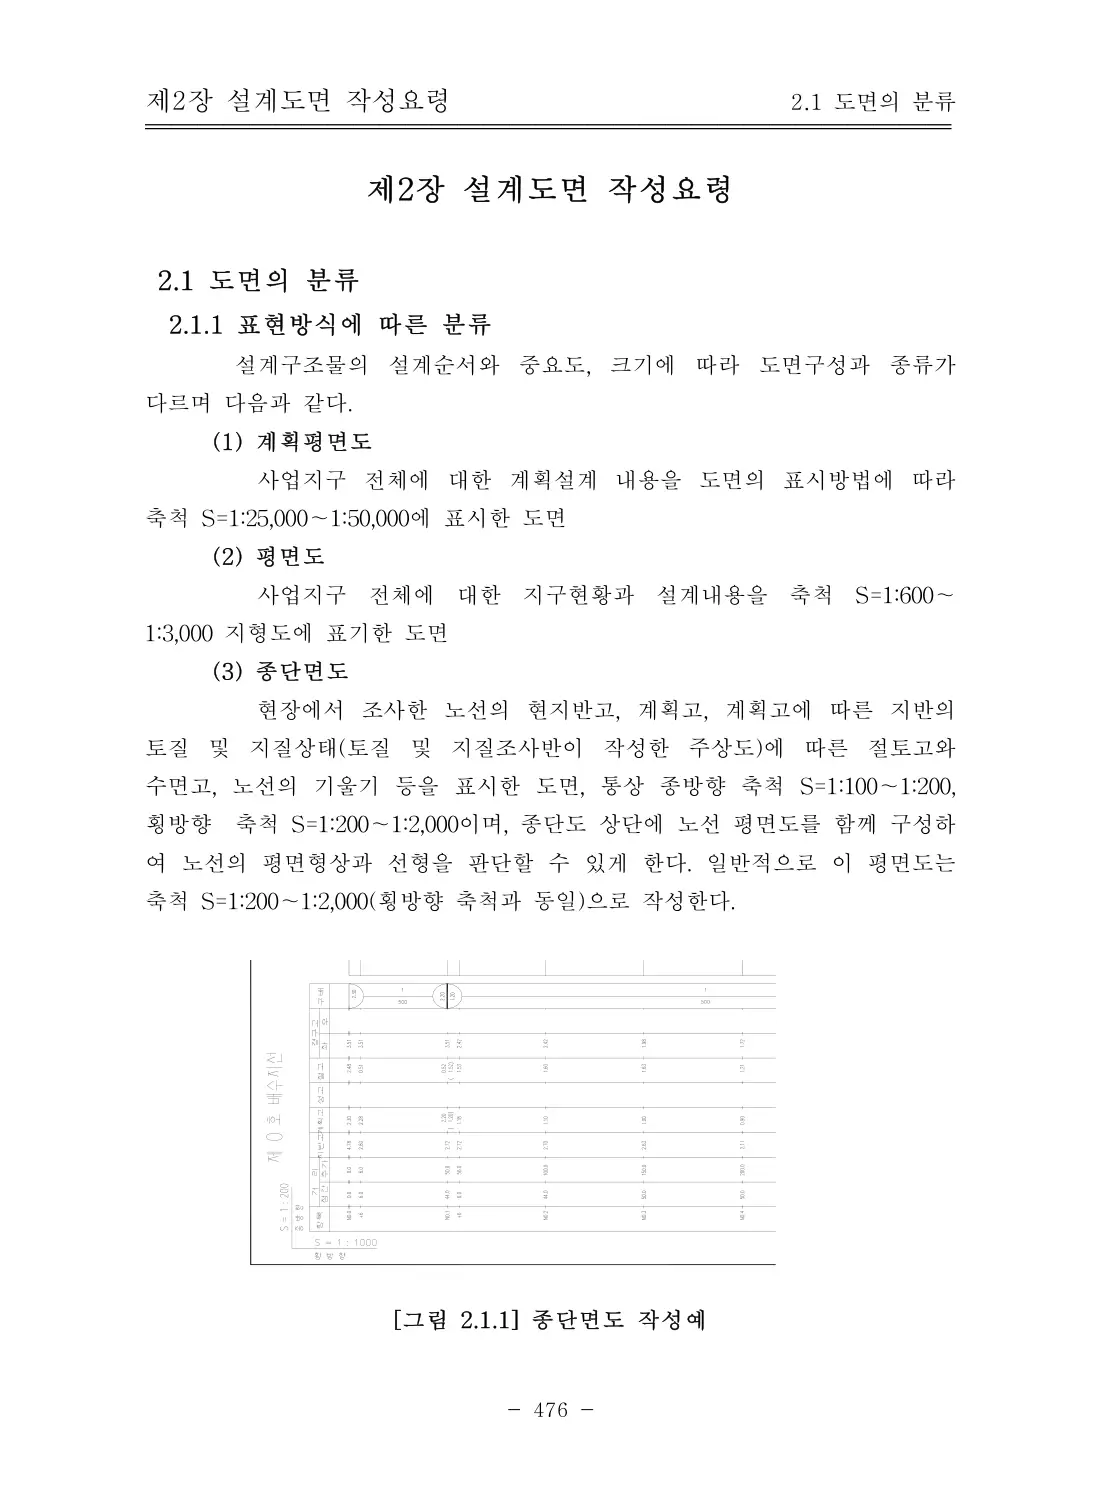 제2장 설계도면 작성요령 2.1 도면의 분류
제2장 설계도면 작성요령
2.1 도면의 분류
2.1.1 표현방식에 따른 분류
설계구조물의 설계순서와 중요도, 크기에 따라 도면구성과 종류가
다르며 다음과 같다.
(1) 계획평면도
사업지구 전체에 대한 계획설계 내용을 도면의 표시방법에 따라
축척 S=1:25,000~1:50,000에 표시한 도면
(2) 평면도
사업지구 전체에 대한 지구현황과 설계내용을 축척 S=1:600~
1:3,000 지형도에 표기한 도면
(3) 종단면도
현장에서 조사한 노선의 현지반고, 계획고, 계획고에 따른 지반의
토질 및 지질상태(토질 및 지질조사반이 작성한 주상도)에 따른 절토고와
수면고, 노선의 기울기 등을 표시한 도면, 통상 종방향 축척 S=1:100~1:200,
횡방향 축척 S=1:200~1:2,000이며, 종단도 상단에 노선 평면도를 함께 구성하
여 노선의 평면형상과 선형을 판단할 수 있게 한다. 일반적으로 이 평면도는
축척 S=1:200~1:2,000(횡방향 축척과 동일)으로 작성한다.
제 0 호 배수지선
S = 1 : 200
종방향
S = 1 : 1000
횡방향
[그림 2.1.1] 종단면도 작성예
- 476 -